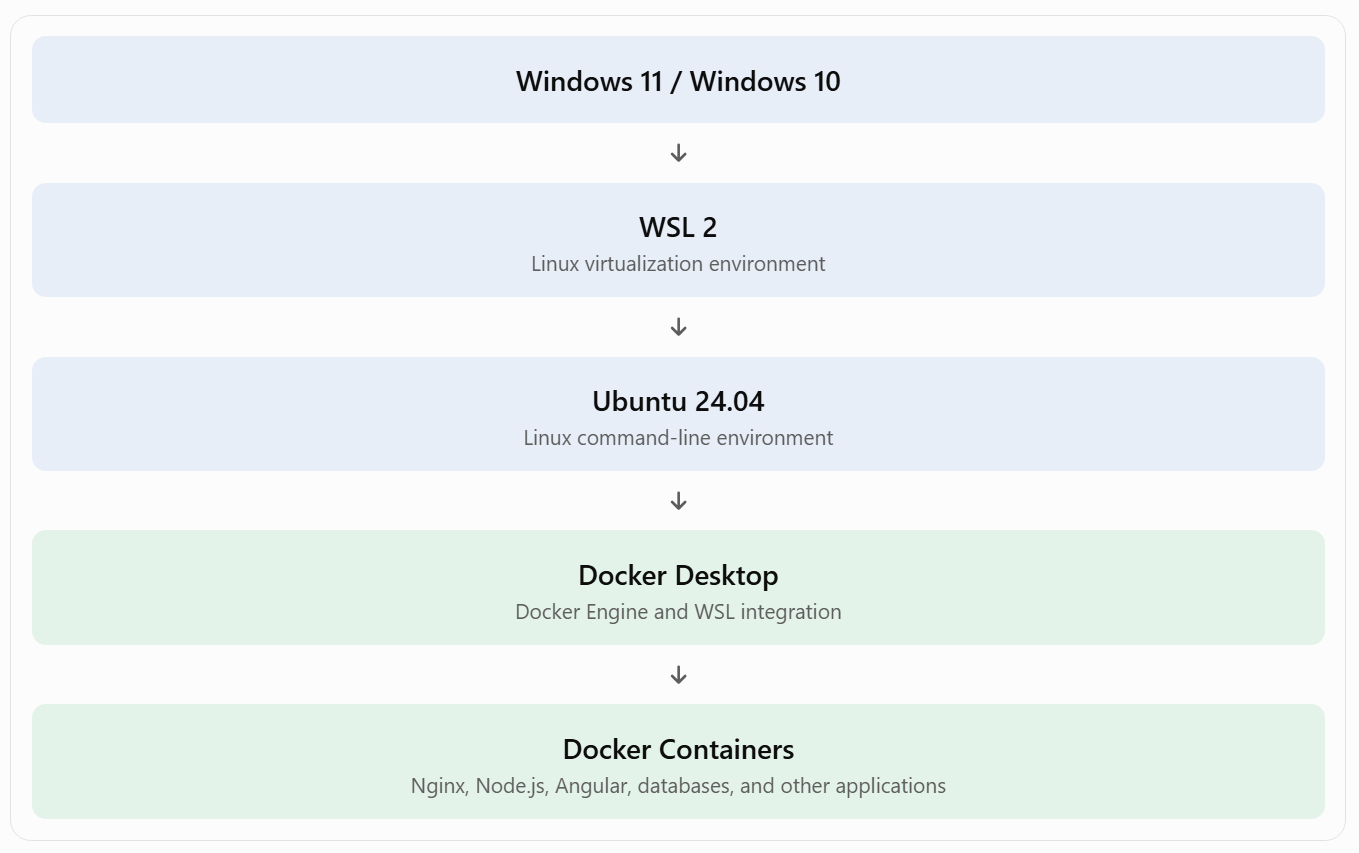 Windows 11 / Windows 10
↓
WSL 2
Linux virtualization environment
↓
Ubuntu 24.04
Linux command-line environment
↓
Docker Desktop
Docker Engine and WSL integration
↓
Docker Containers
Nginx, Node.js, Angular, databases, and other applications